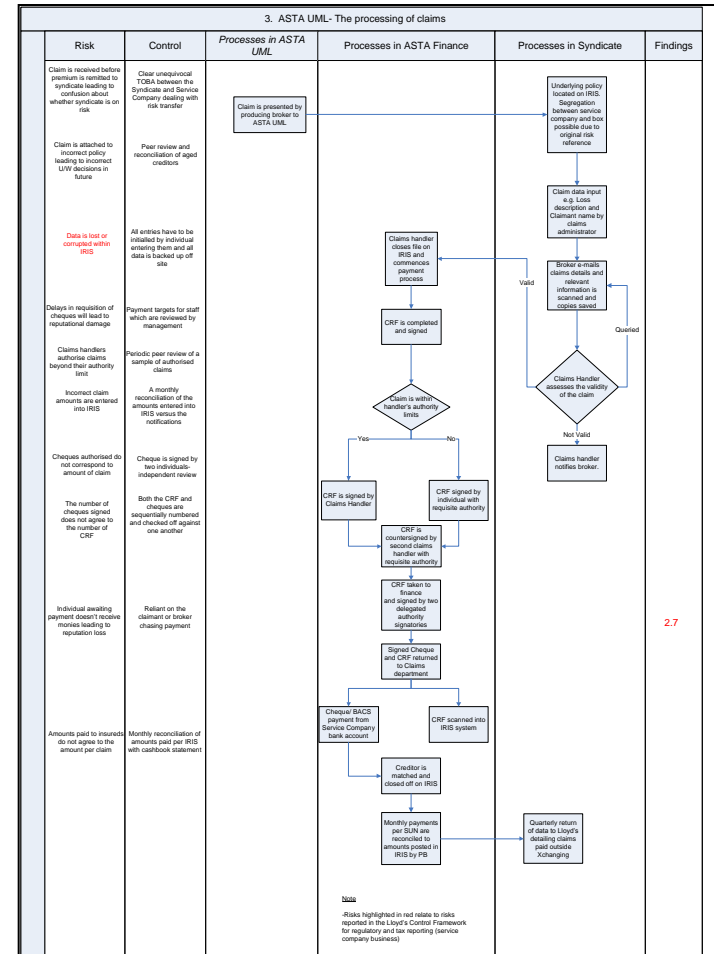 3. ASTA UML- The processing of claims
Risk
Control
Processes in ASTA
UML
Processes in ASTA Finance
Processes in Syndicate
Findings
Claim is received before
premium is remitted to
syndicate leading to
confusion about
whether syndicate is on
risk
Clear unequivocal
TOBA between the
Syndicate and Service
Company dealing with
risk transfer
Claim is presented by
producing broker to
ASTA UML
Underlying policy
located on IRIS.
Segregation
between service
company and box
possible due to
original risk
reference
Claim is attached to
incorrect policy
leading to incorrect
U/W decisions in
future
Peer review and
reconciliation of aged
creditors
Claim data input
e.g. Loss
description and
Claimant name by
claims
administrator
Data is lost or
corrupted within
IRIS
All entries have to be
initialled by individual
entering them and all
data is backed up off
site
Claims handler
closes file on
IRIS and
commences
payment
process
Valid
Broker e-mails
claims details and
relevant
information is
scanned and
copies saved
Queried
Delays in requisition of
cheques will lead to
reputational damage
Payment targets for staff
which are reviewed by
management
CRF is completed
and signed
Claims handlers
authorise claims
beyond their authority
limit
Periodic peer review of a
sample of authorised
claims
Claims Handler
assesses the validity
of the claim
Incorrect claim
amounts are entered
into IRIS
A monthly
reconciliation of the
amounts entered into
IRIS versus the
notifications
Claim is within
handler's authority
limits
Yes
No
Not Valid
Cheques authorised do
not correspond to
amount of claim
Cheque is signed by
two individuals-
independent review
Claims handler
notifies broker.
The number of
cheques signed
does not agree to
the number of
CRF
Both the CRF and
cheques are
sequentially numbered
and checked off against
one another
CRF is signed by
Claims Handler
CRF signed by
individual with
requisite authority
CRF is
countersigned by
second claims
handler with
requisite authority
CRF taken to
finance
and signed by two
delegated
authority
signatories
Individual awaiting
payment doesn't receive
monies leading to
reputation loss
Reliant on the
claimant or broker
chasing payment
2.7
Signed Cheque
and CRF returned
to Claims
department
Cheque/ BACS
payment from
Service Company
bank account
CRF scanned into
IRIS system
Amounts paid to insureds
do not agree to the
amount per claim
Monthly reconciliation of
amounts paid per IRIS
with cashbook statement
Creditor is
matched and
closed off on IRIS
Monthly payments
per SUN are
reconciled to
amounts posted in
IRIS by PB
Quarterly return
of data to Lloyd's
detailing claims
paid outside
Xchanging
Note
-Risks highlighted in red relate to risks
reported in the Lloyd's Control Framework
for regulatory and tax reporting (service
company business)